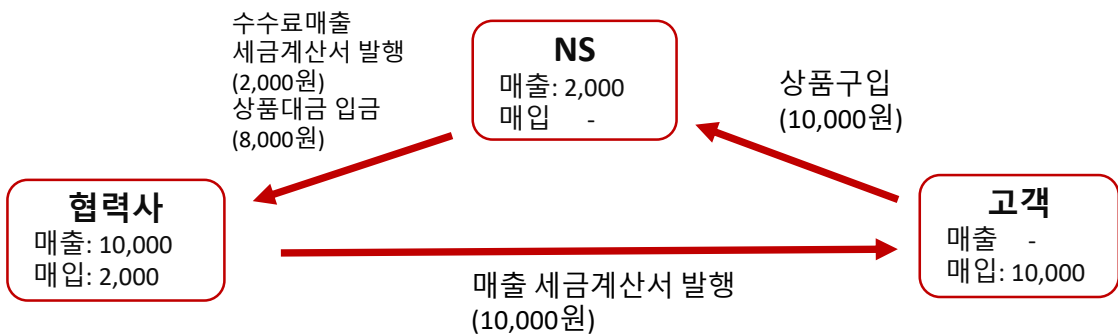 수수료매출
세금계산서 발행
(2,000원)
상품대금 입금
(8,000원)
NS
매출: 2,000
매입 -
상품구입
(10,000원)
협력사
매출: 10,000
매입: 2,000
고객
매출 -
매입: 10,000
매출 세금계산서 발행
(10,000원)